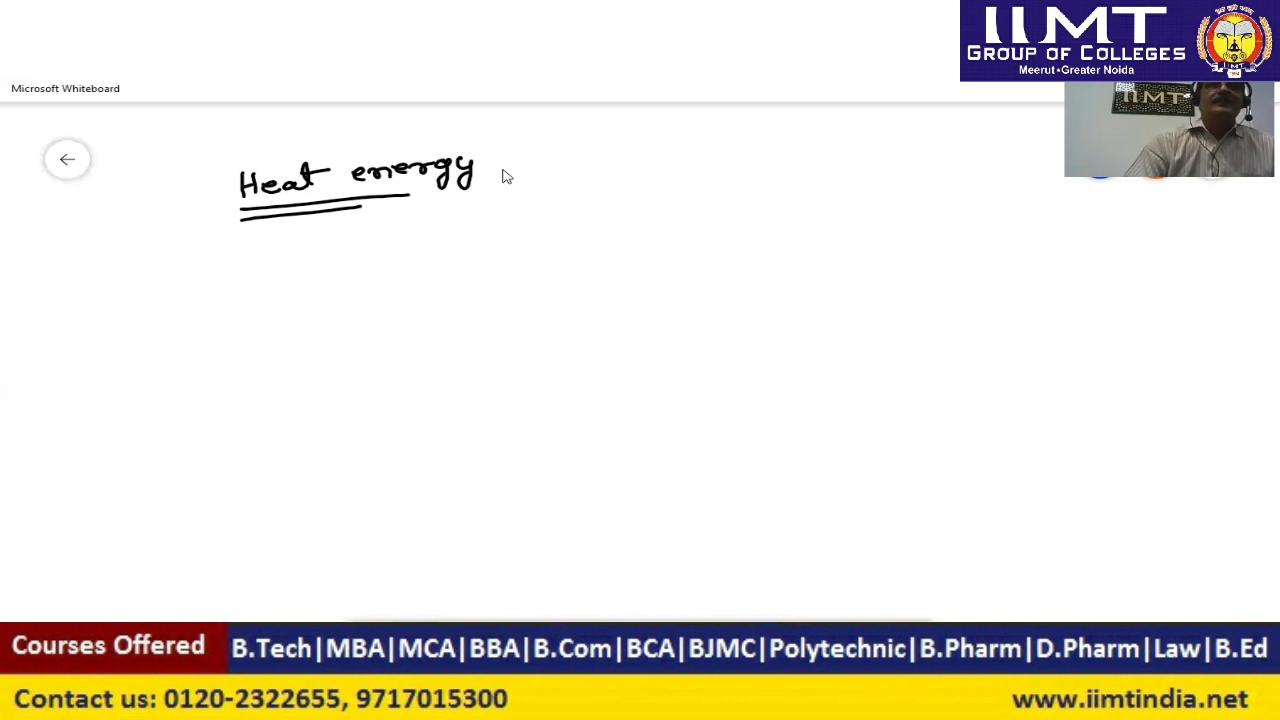 IIMT
GROUP OF COLLEGES
Meerut•Greater Noida
Microsoft Whiteboard
IIMT
Heat energy
Courses Offered B.Tech|MBA|MCA|BBA|B.Com|BCA|BJMC|Polytechnic|B.Pharm|D.Pharm|Law|B.Ed
Contact us: 0120-2322655, 9717015300 www.iimtindia.net